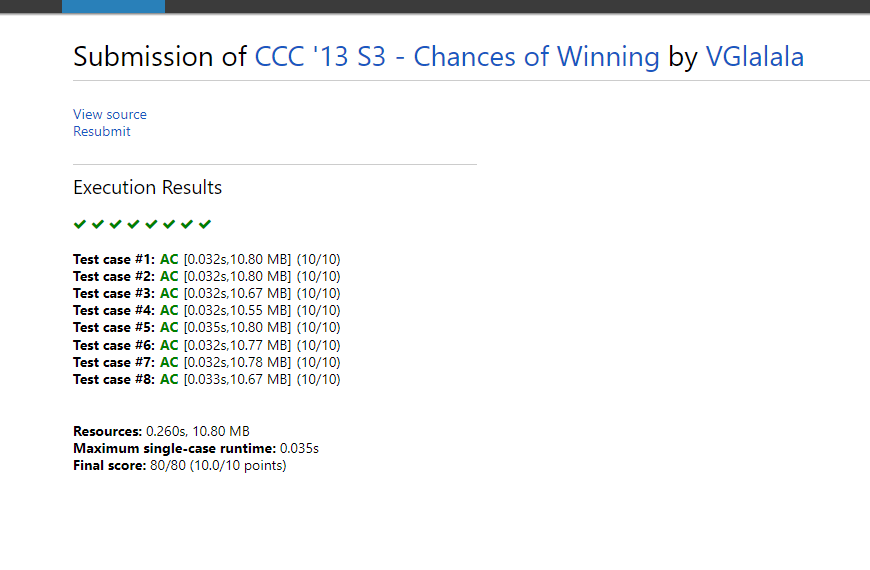 Submission of CCC '13 S3 - Chances of Winning by VGlalala
View source
Resubmit
Execution Results
Test case #1: AC [0.032s,10.80 MB] (10/10)
Test case #2: AC [0.032s,10.80 MB] (10/10)
Test case #3: AC [0.032s,10.67 MB] (10/10)
Test case #4: AC [0.032s,10.55 MB] (10/10)
Test case #5: AC [0.035s,10.80 MB] (10/10)
Test case #6: AC [0.032s,10.77 MB] (10/10)
Test case #7: AC [0.032s,10.78 MB] (10/10)
Test case #8: AC [0.033s,10.67 MB] (10/10)
Resources: 0.260s, 10.80 MB
Maximum single-case runtime: 0.035s
Final score: 80/80 (10.0/10 points)